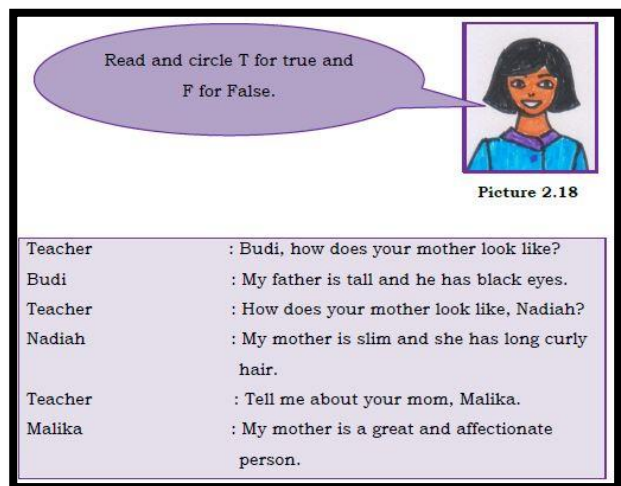 Read and circle T for true and
F for False.
Picture 2.18
Teacher : Budi, how does your mother look like?
Budi : My father is tall and he has black eyes.
Teacher : How does your mother look like, Nadiah?
Nadiah : My mother is slim and she has long curly
hair.
Teacher : Tell me about your mom, Malika.
Malika : My mother is a great and affectionate
person.